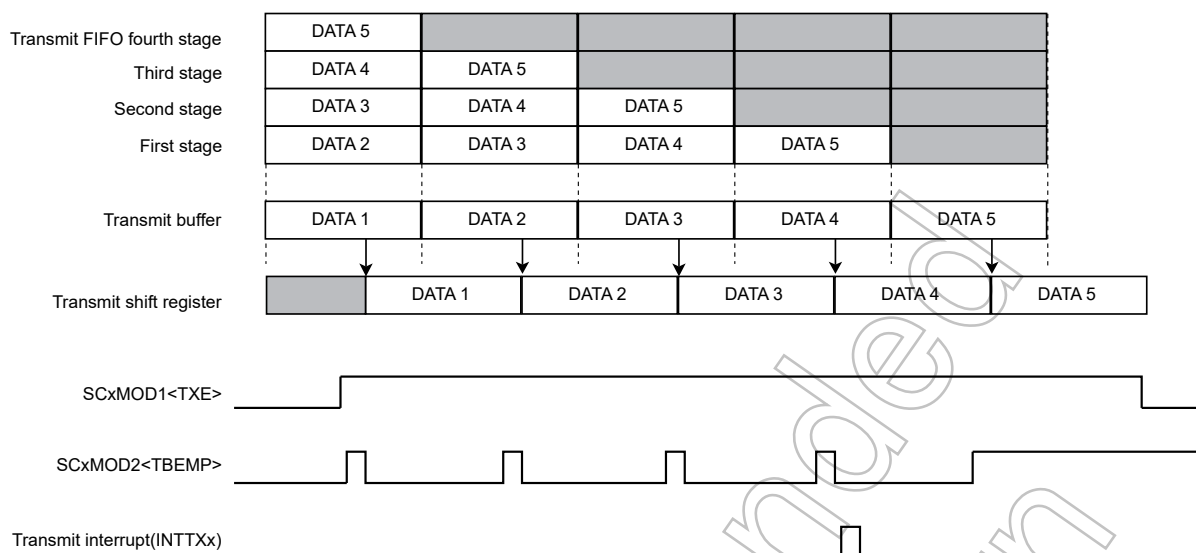 Transmit FIFO fourth stage DATA 5
Third stage DATA 4 DATA 5
Second stage DATA 3 DATA 4 DATA 5
First stage DATA 2 DATA 3 DATA 4 DATA 5
Transmit buffer DATA 1 DATA 2 DATA 3 DATA 4 DATA 5
Transmit shift register DATA 1 DATA 2 DATA 3 DATA 4 DATA 5
SCxMOD1<TXE>
SCxMOD2<TBEMP>
Transmit interrupt(INTTXx)